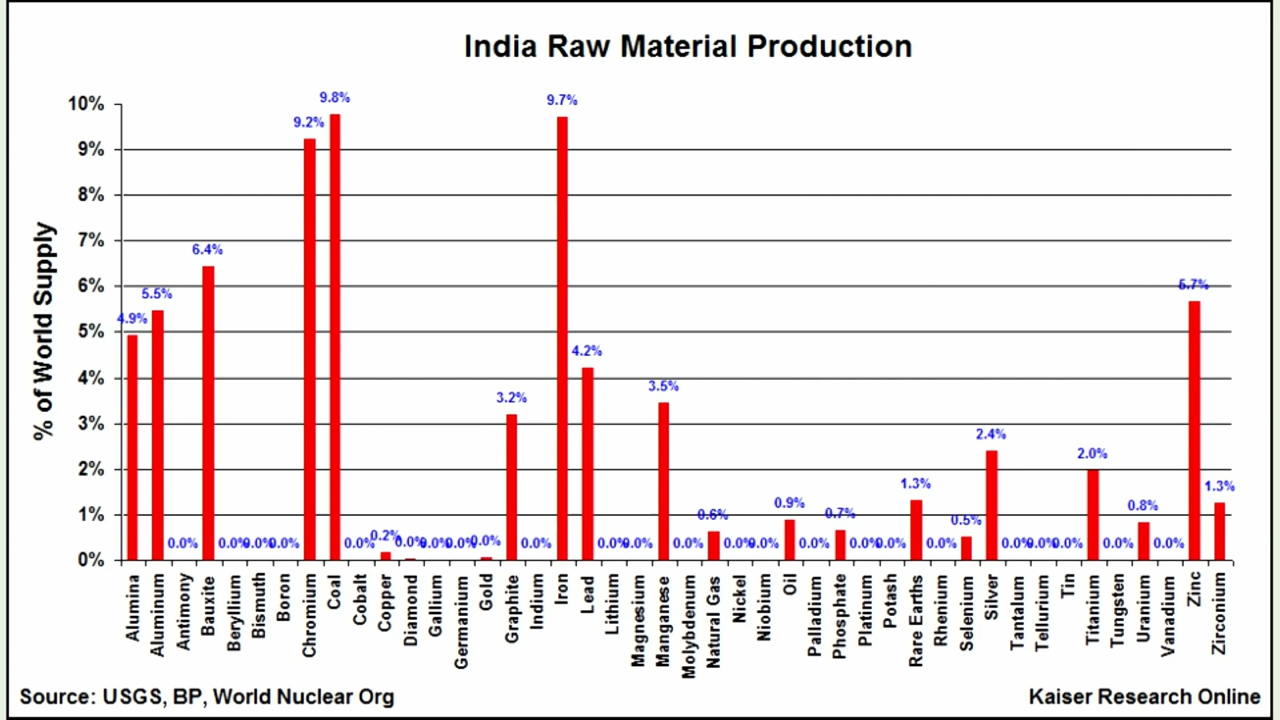 India Raw Material Production
% of World Supply
10%
9%
8%
7%
6%
5%
4%
3%
2%
1%
0%
4.9%
5.5%
0.0%
6.4%
0.0%
0.0%
0.0%
9.2%
9.8%
0.0%
0.2%
0.0%
0.0%
0.0%
0.0%
3.2%
0.0%
9.7%
4.2%
0.0%
0.0%
3.5%
0.0%
0.6%
0.0%
0.0%
0.9%
0.0%
0.7%
0.0%
0.0%
1.3%
0.0%
0.5%
2.4%
0.0%
0.0%
0.0%
2.0%
0.0%
0.8%
0.0%
5.7%
1.3%
Alumina
Aluminum
Antimony
Bauxite
Beryllium
Bismuth
Boron
Chromium
Coal
Cobalt
Copper
Diamond
Gallium
Germanium
Gold
Graphite
Indium
Iron
Lead
Lithium
Magnesium
Manganese
Molybdenum
Natural Gas
Nickel
Niobium
Oil
Palladium
Phosphate
Platinum
Potash
Rare Earths
Rhenium
Selenium
Silver
Tantalum
Tellurium
Tin
Titanium
Tungsten
Uranium
Vanadium
Zinc
Zirconium
Source: USGS, BP, World Nuclear Org
Kaiser Research Online